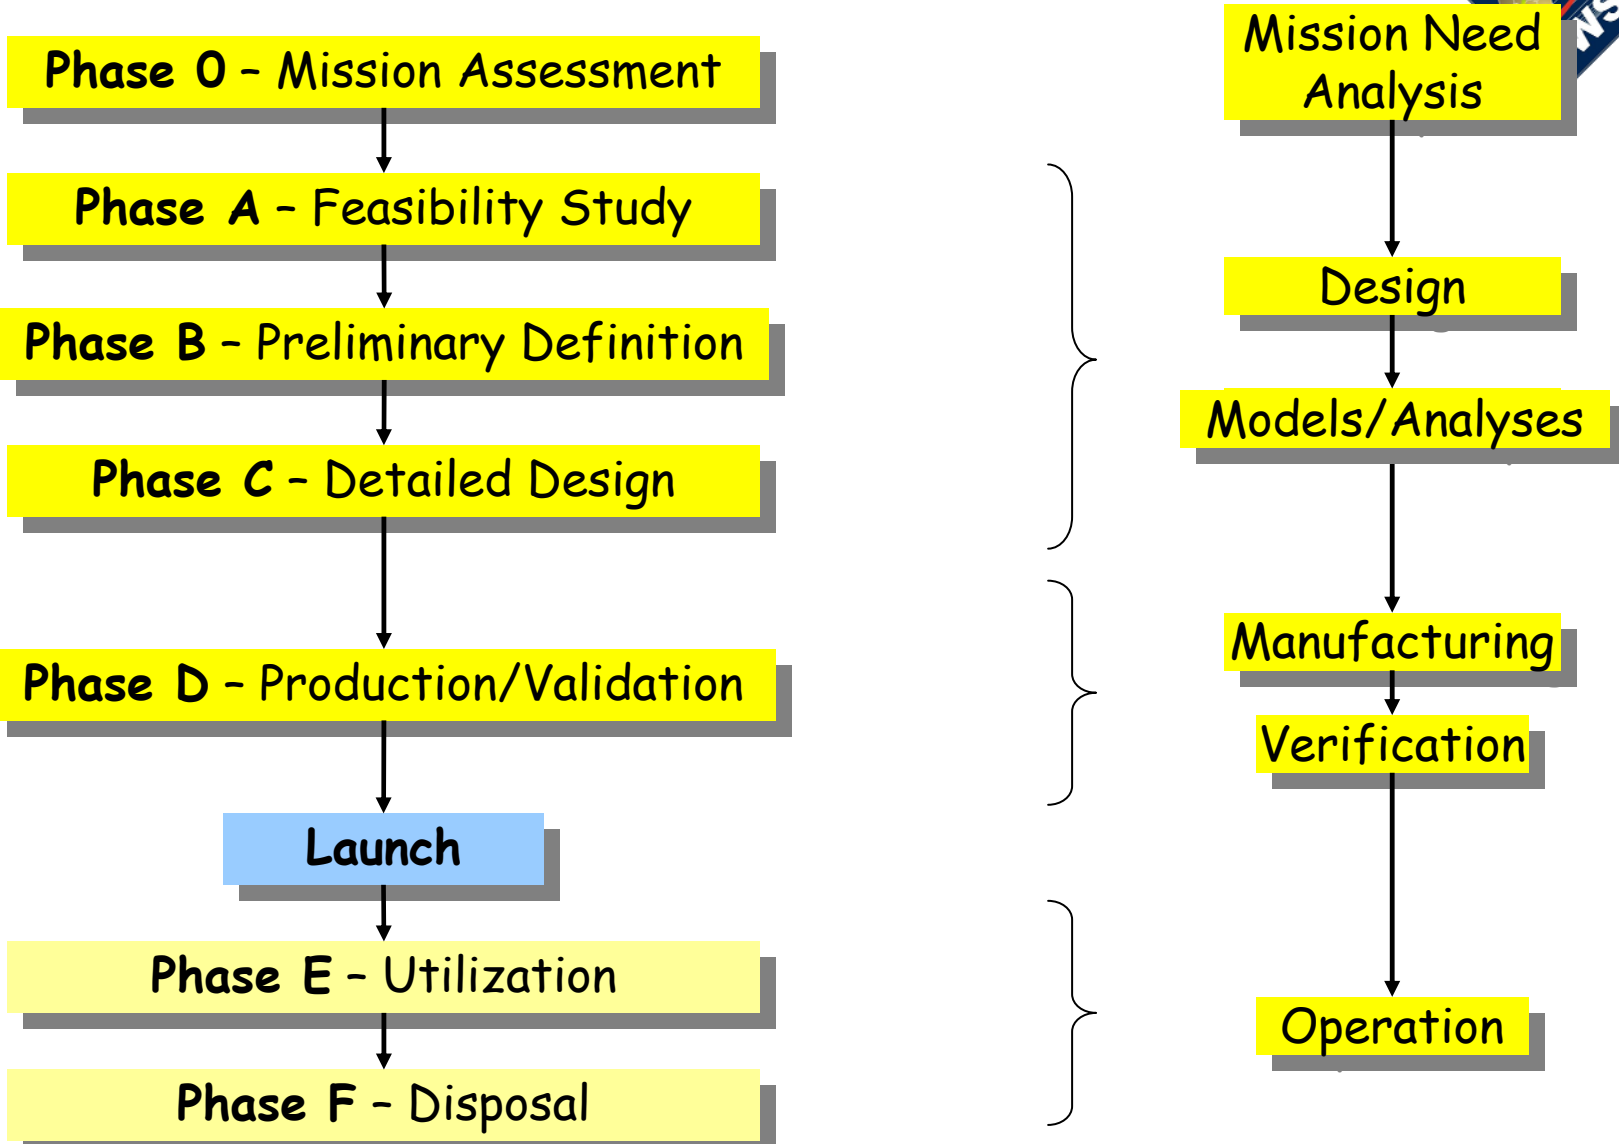 Phase 0 – Mission Assessment
Phase A – Feasibility Study
Phase B – Preliminary Definition
Phase C – Detailed Design
Phase D – Production/Validation
Launch
Phase E – Utilization
Phase F – Disposal
Mission Need
Analysis
Design
Models/Analyses
Manufacturing
Verification
Operation